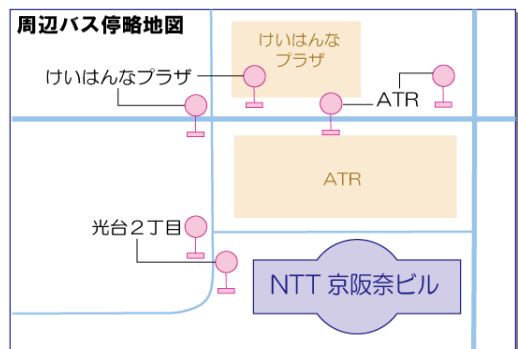 周辺バス停略地図
けいはんな
プラザ
けいはんなプラザ
ATR
ATR
光台2丁目
NTT 京阪奈ビル